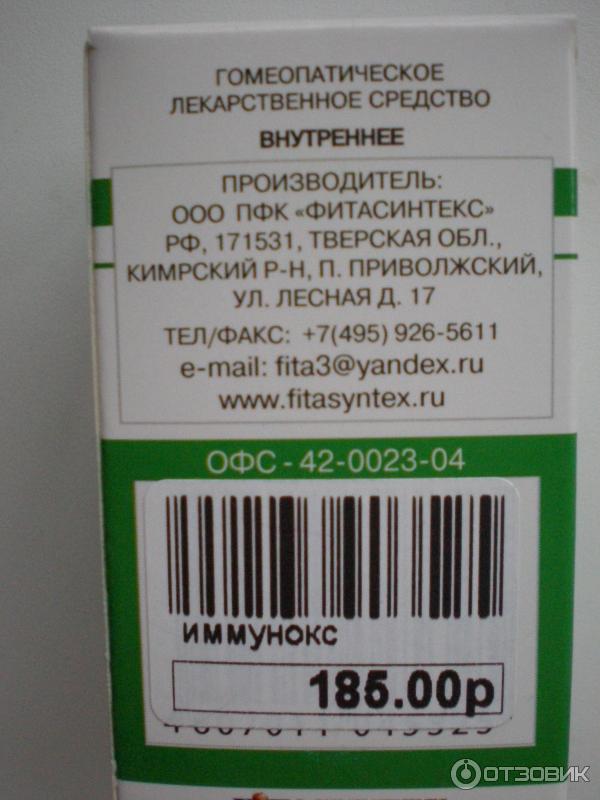 ГОМЕОПАТИЧЕСКОЕ
ЛЕКАРСТВЕННОЕ СРЕДСТВО
ВНУТРЕННЕЕ
ПРОИЗВОДИТЕЛЬ:
ООО ПФК «ФИТАСИНТЕКС»
РФ, 171531, ТВЕРСКАЯ ОБЛ.,
КИМРСКИЙ Р-Н, П. ПРИВОЛЖСКИЙ,
УЛ. ЛЕСНАЯ Д. 17
ТЕЛ/ФАКС: +7(495) 926-5611
e-mail: fita3@yandex.ru
www.fitasyntex.ru
ОФС - 42-0023-04
иммунокс
185.00р
ОТЗОВИК